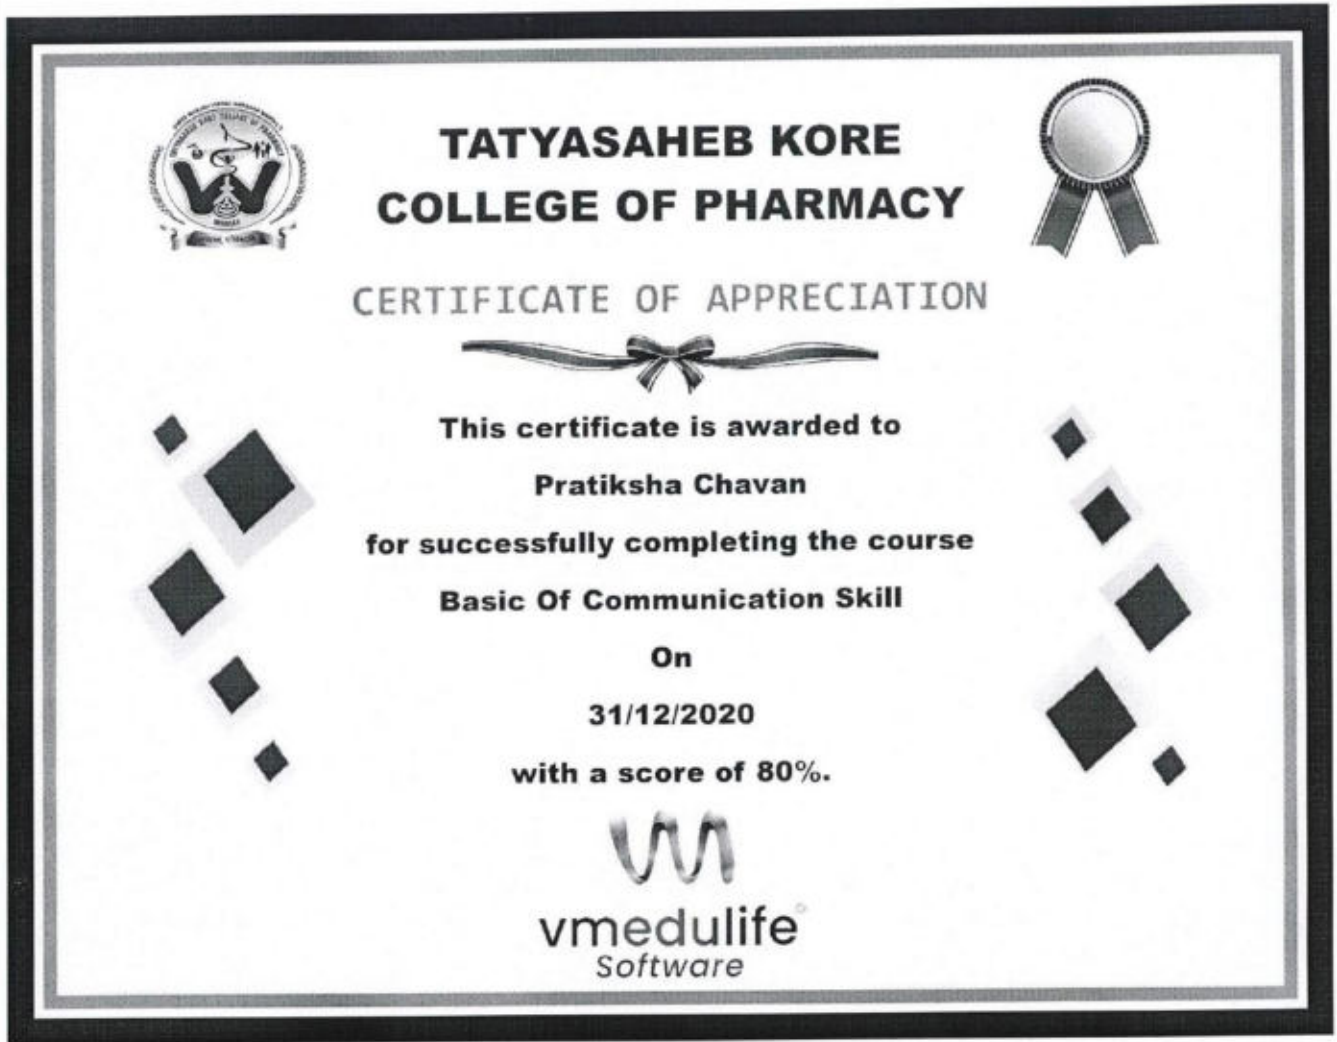 TATYASAHEB KORE
COLLEGE OF PHARMACY
CERTIFICATE OF APPRECIATION
This certificate is awarded to
Pratiksha Chavan
for successfully completing the course
Basic Of Communication Skill
On
31/12/2020
with a score of 80%.
vmedulife
Software